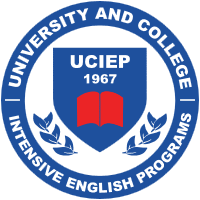 UNIVERSITY AND COLLEGE
UCIEP
1967
INTENSIVE ENGLISH PROGRAMS